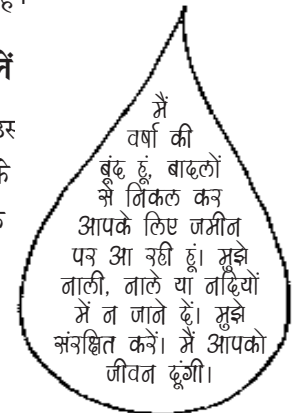 है।
मैं
वर्षा की
बूंद हूं, बादलों
से निकल कर
आपके लिए जमीन
पर आ रही हूं। मुझे
नाली, नाले या नदियों
में न जाने दें। मुझे
संरक्षित करें। मैं आपको
जीवन दूंगी।